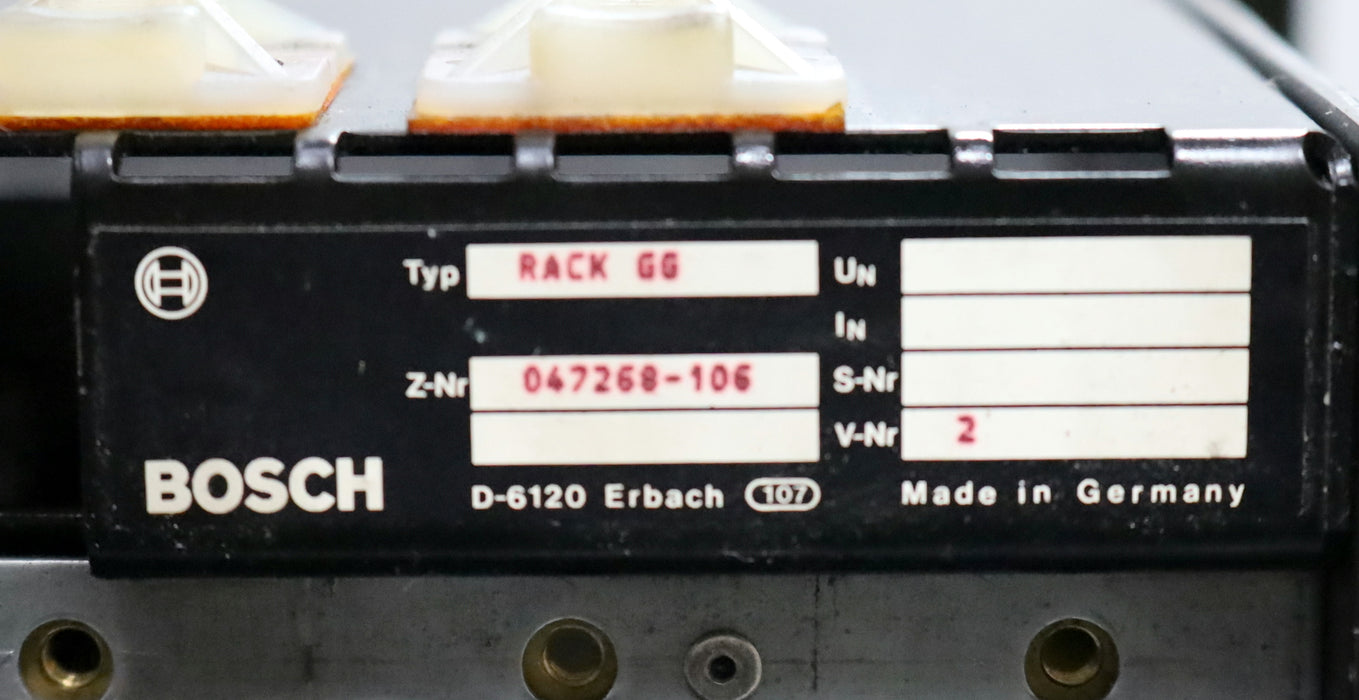 Typ RACK GG UN
IN
Z-Nr 047268-106 S-Nr
V-Nr 2
BOSCH D-6120 Erbach 107 Made in Germany